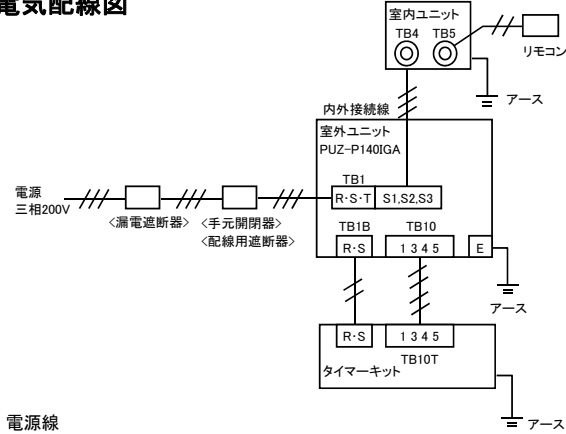 電気配線図
室内ユニット
TB4 TB5
リモコン
アース
内外接続線
室外ユニット
PUZ-P140IGA
TB1
R・S・T S1,S2,S3
電源
三相200V
〈漏電遮断器〉
〈手元開閉器〉
〈配線用遮断器〉
TB1B TB10
R・S 1 3 4 5 E
アース
R・S 1 3 4 5
TB10T
タイマーキット
電源線
アース